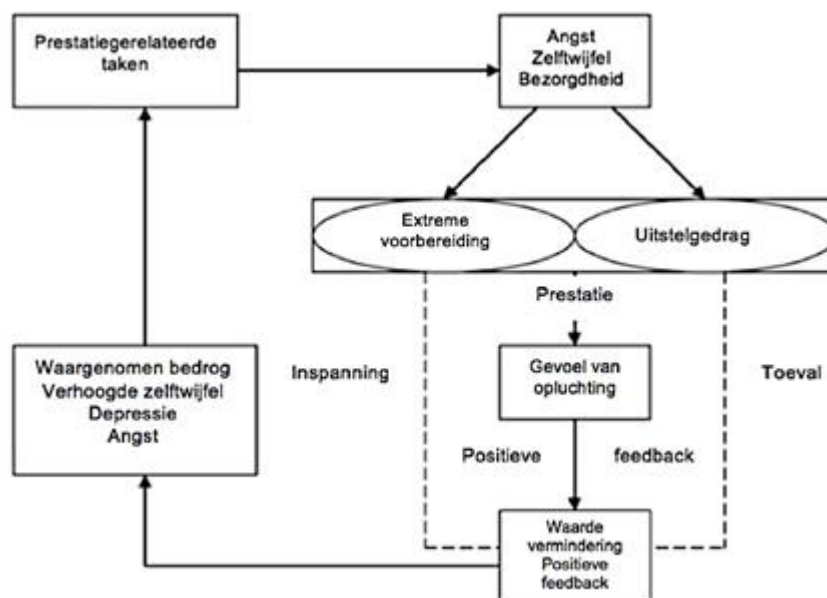 Prestatiegerelateerde
taken
Angst
Zelftwijfel
Bezorgdheid
Extreme
voorbereiding
Uitstelgedrag
Prestatie
Waargenomen bedrog
Verhoogde zelftwijfel
Depressie
Angst
Inspanning
Gevoel van
opluchting
Toeval
Positieve feedback
Waarde
vermindering
Positieve
feedback